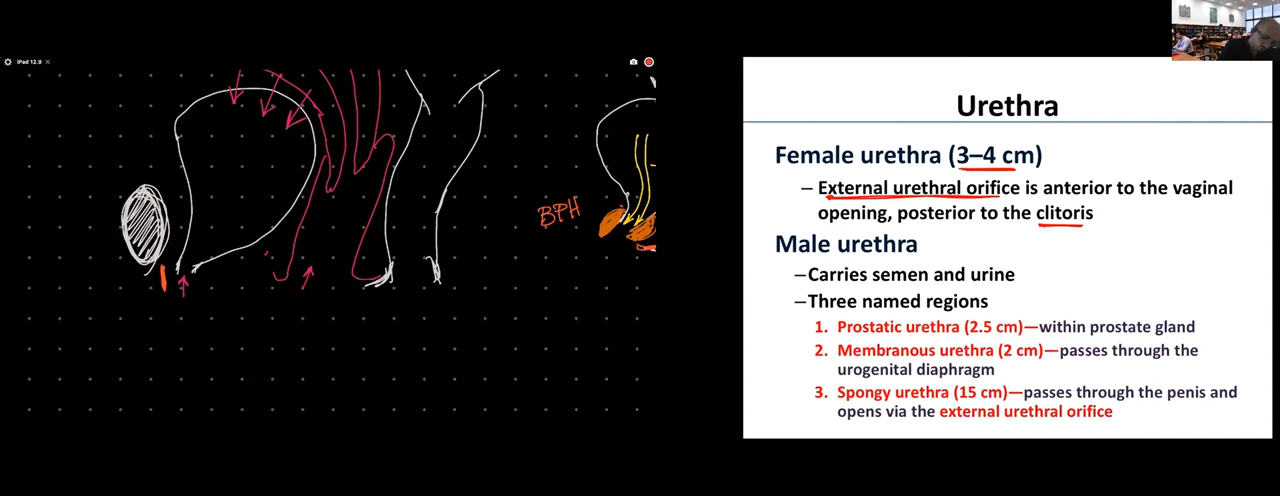 iPad 12.9
BPH
Urethra
Female urethra (3–4 cm)
– External urethral orifice is anterior to the vaginal
opening, posterior to the clitoris
Male urethra
–Carries semen and urine
–Three named regions
1. Prostatic urethra (2.5 cm)—within prostate gland
2. Membranous urethra (2 cm)—passes through the
urogenital diaphragm
3. Spongy urethra (15 cm)—passes through the penis and
opens via the external urethral orifice